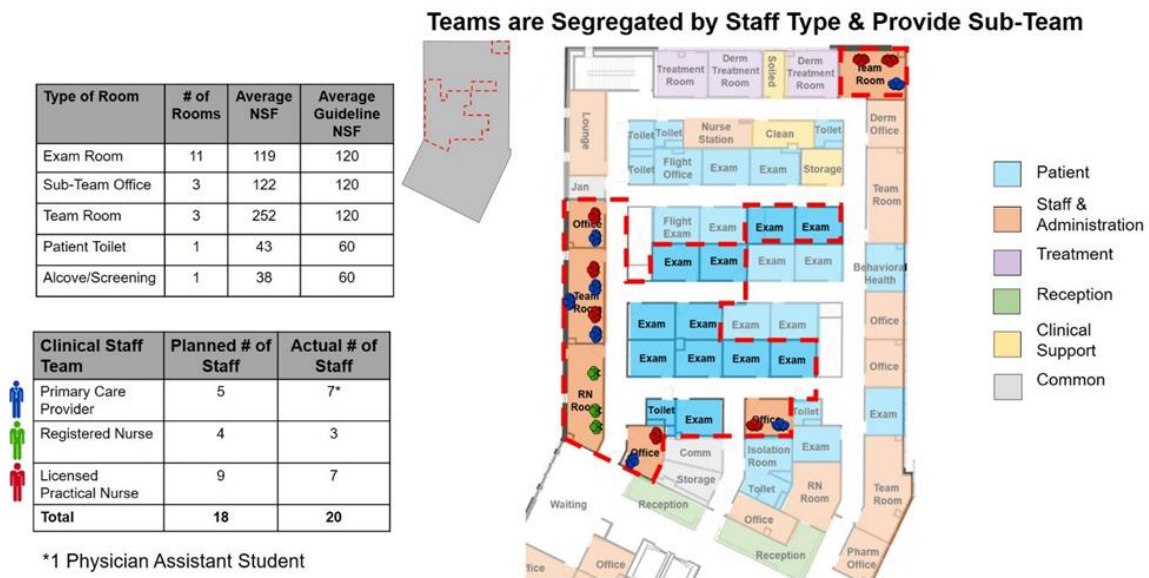 Teams are Segregated by Staff Type & Provide Sub-Team
Type of Room
# of Rooms
Average NSF
Average Guideline NSF
Exam Room 11 119 120
Sub-Team Office 3 122 120
Team Room 3 252 120
Patient Toilet 1 43 60
Alcove/Screening 1 38 60
Clinical Staff Team
Planned # of Staff
Actual # of Staff
Primary Care Provider 5 7*
Registered Nurse 4 3
Licensed Practical Nurse 9 7
Total 18 20
*1 Physician Assistant Student
Treatment Room
Derm Treatment Room
Soiled
Derm Treatment Room
Team Room
Lounge
Toilet
Toilet
Nurse Station
Clean
Toilet
Derm Office
Toilet
Flight Office
Exam
Exam
Storage
Team Room
Jan
Office
Flight Exam
Exam
Exam
Exam
Exam
Exam
Exam
Exam
Behavioral Health
Team Room
Exam
Exam
Exam
Exam
Office
Exam
Exam
Exam
Exam
Office
RN Room
Toilet
Exam
Office
Toilet
Exam
Office
Comm
Isolation Room
Exam
Storage
Toilet
RN Room
Team Room
Waiting
Reception
Office
Reception
Pharm Office
Office
Patient
Staff & Administration
Treatment
Reception
Clinical Support
Common